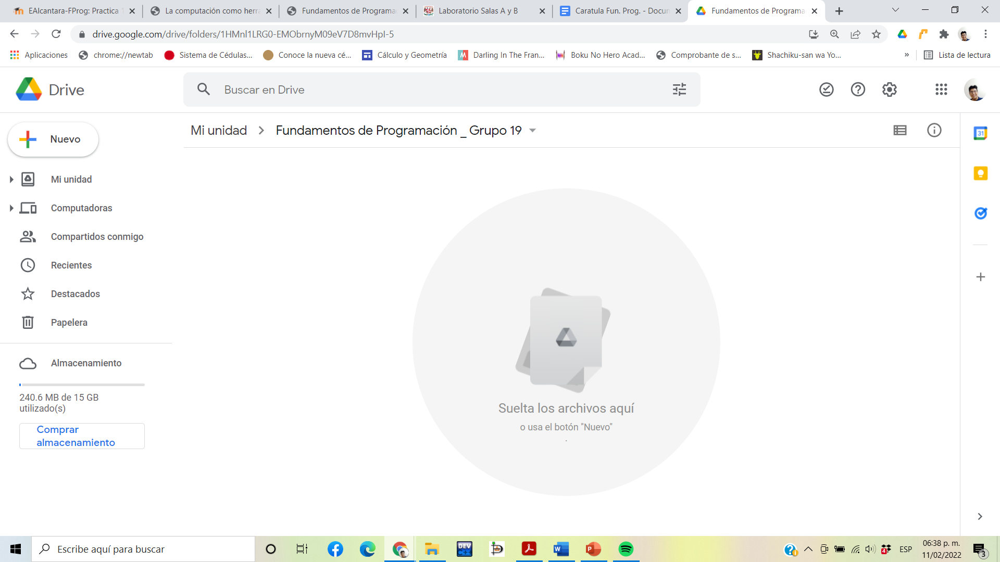 EAlcantara-FProg: Practica 1
La computación como herra
Fundamentos de Programa
Laboratorio Salas A y B
Caratula Fun. Prog. - Docun
Fundamentos de Programa
drive.google.com/drive/folders/1HMnl1LRG0-EMObrnyM09eV7D8mvHpI-5
Aplicaciones
chrome://newtab
Sistema de Cédulas...
Conoce la nueva cé...
Cálculo y Geometría
Darling In The Fran...
Boku No Hero Acad...
Comprobante de s...
Shachiku-san wa Yo...
»
Lista de lectura
Drive
Buscar en Drive
Nuevo
Mi unidad > Fundamentos de Programación _ Grupo 19
31
Mi unidad
Computadoras
Compartidos conmigo
Recientes
Destacados
Papelera
Almacenamiento
240.6 MB de 15 GB
utilizado(s)
Comprar
almacenamiento
Suelta los archivos aquí
o usa el botón "Nuevo"
.
Escribe aquí para buscar
DEV
C++
W
P
4
ESP
06:38 p. m.
11/02/2022
3